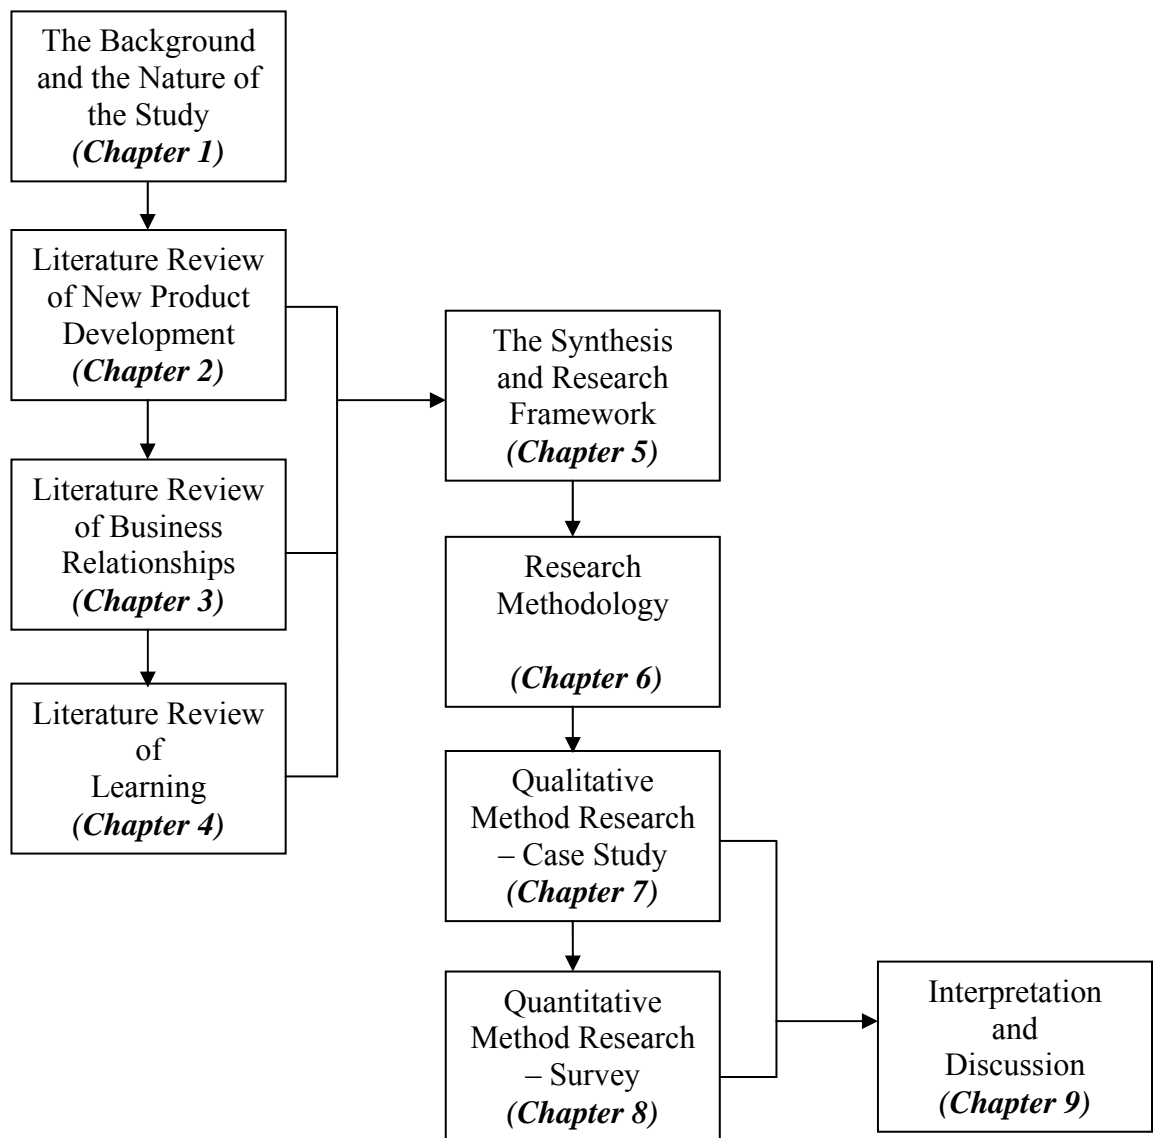 The Background
and the Nature of
the Study
(Chapter 1)
Literature Review
of New Product
Development
(Chapter 2)
Literature Review
of Business
Relationships
(Chapter 3)
Literature Review
of
Learning
(Chapter 4)
The Synthesis
and Research
Framework
(Chapter 5)
Research
Methodology
(Chapter 6)
Qualitative
Method Research
– Case Study
(Chapter 7)
Quantitative
Method Research
– Survey
(Chapter 8)
Interpretation
and
Discussion
(Chapter 9)